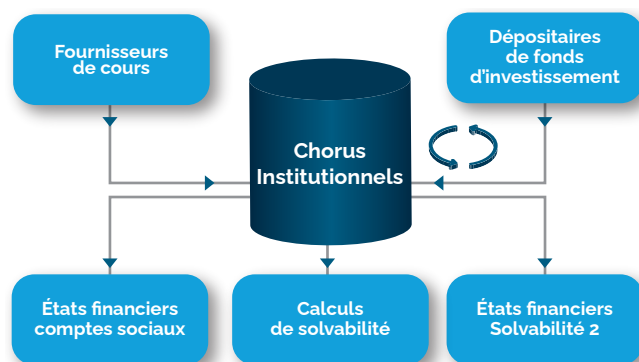 Fournisseurs
de cours
Dépositaires
de fonds
d'investissement
Chorus
Institutionnels
États financiers
comptes sociaux
Calculs
de solvabilité
États financiers
Solvabilité 2